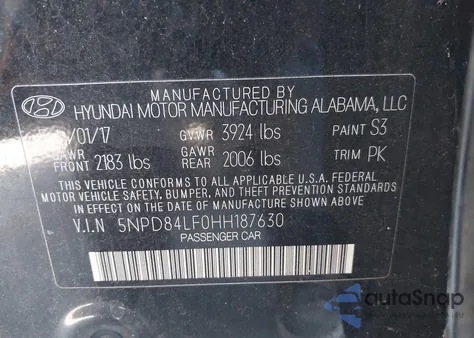 MANUFACTURED BY
HYUNDAI MOTOR MANUFACTURING ALABAMA, LLC
/01/17 GVWR 3924 lbs PAINT S3
GAWR FRONT 2183 lbs GAWR REAR 2006 lbs TRIM PK
THIS VEHICLE CONFORMS TO ALL APPLICABLE U.S.A FEDERAL
MOTOR VEHICLE SAFETY, BUMPER, AND THEFT PREVENTION STANDARDS
IN EFFECT ON THE DATE OF MANUFACTURE SHOWN ABOVE
V.I.N 5NPD84LF0HH187630
PASSENGER CAR
autaSnap